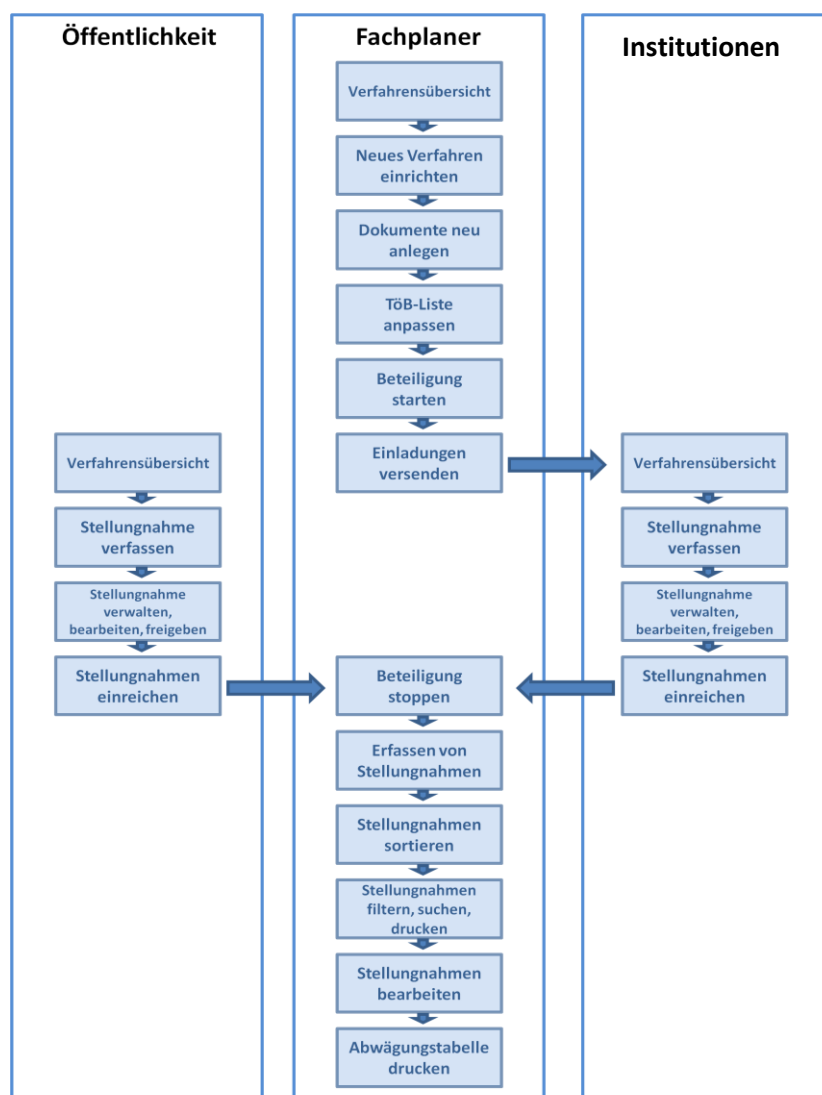 Öffentlichkeit
Fachplaner
Institutionen
Verfahrensübersicht
Neues Verfahren
einrichten
Dokumente neu
anlegen
TöB-Liste
anpassen
Beteiligung
starten
Einladungen
versenden
Verfahrensübersicht
Stellungnahme
verfassen
Stellungnahme
verwalten,
bearbeiten, freigeben
Stellungnahmen
einreichen
Verfahrensübersicht
Stellungnahme
verfassen
Stellungnahme
verwalten,
bearbeiten, freigeben
Stellungnahmen
einreichen
Beteiligung
stoppen
Erfassen von
Stellungnahmen
Stellungnahmen
sortieren
Stellungnahmen
filtern, suchen,
drucken
Stellungnahmen
bearbeiten
Abwägungstabelle
drucken